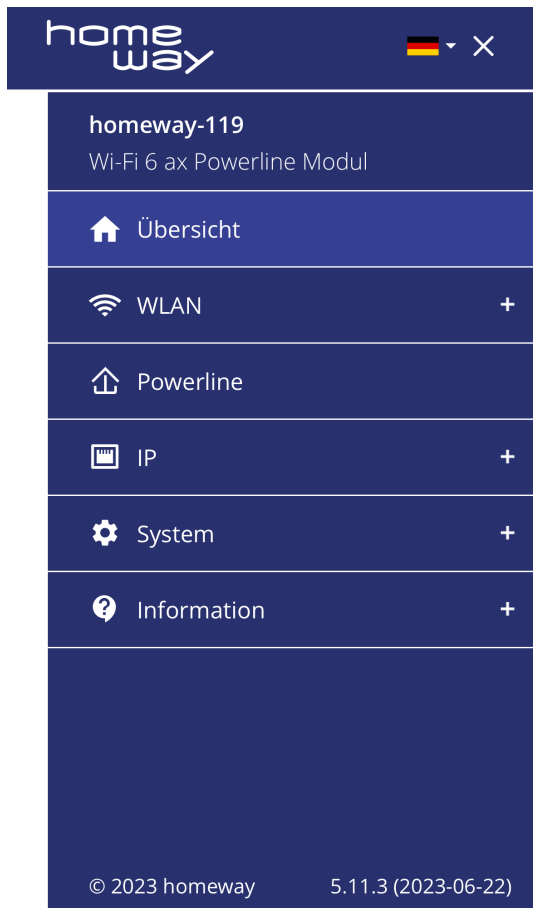 home
way
homeway-119
Wi-Fi 6 ax Powerline Modul
Übersicht
WLAN +
Powerline
IP +
System +
Information +
© 2023 homeway 5.11.3 (2023-06-22)